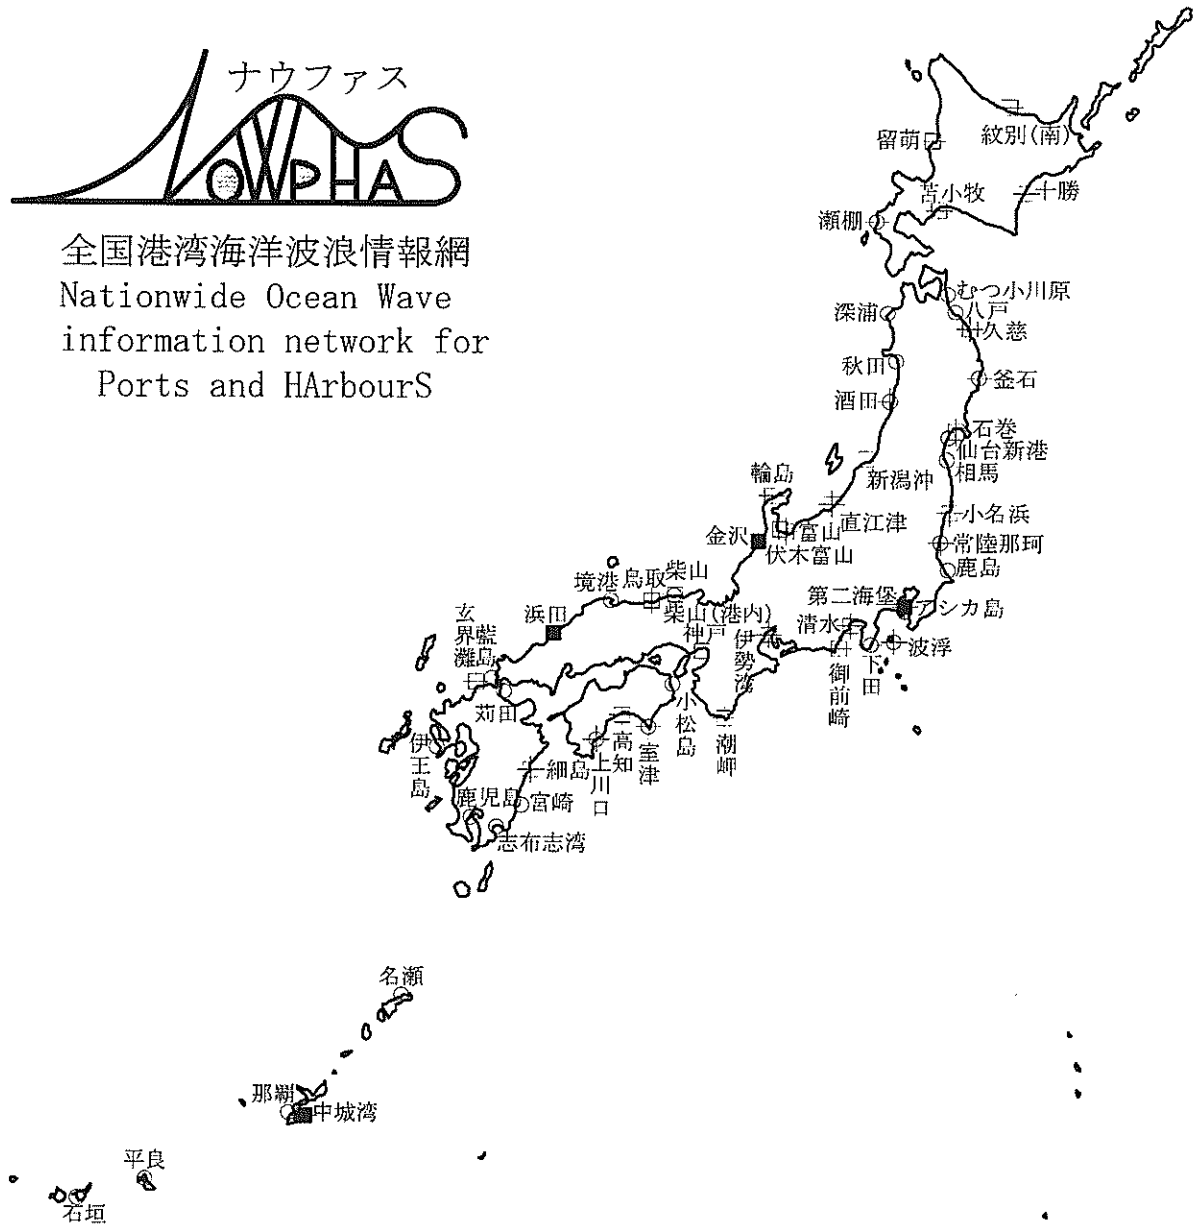 ナウファス
NOWPHAS
全国港湾海洋波浪情報網
Nationwide Ocean Wave
information network for
Ports and HArbourS
留萌
紋別(南)
苫小牧
十勝
瀬棚
むつ小川原
八戸
深浦
久慈
秋田
釜石
酒田
石巻
仙台新港
相馬
新潟沖
輪島
直江津
小名浜
富山
金沢
伏木富山
常陸那珂
鹿島
柴山
境港
鳥取
第二海堡
アシカ島
柴山(港内)
浜田
清水
神戸
伊勢湾
波浮
玄界灘
藍島
下田
御前崎
苅田
小松島
潮岬
高知
室津
伊王島
上川口
細島
鹿児島
宮崎
志布志湾
名瀬
那覇
中城湾
平良
石垣